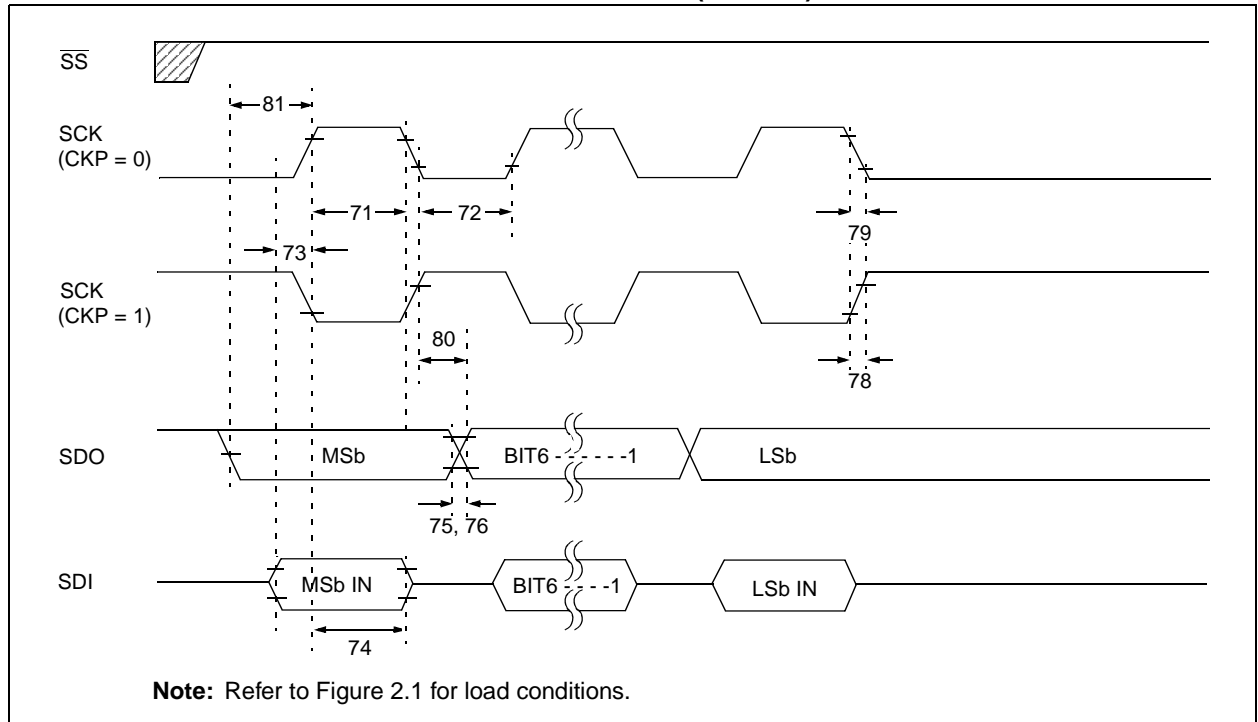 SS
81
SCK
(CKP = 0)
71
72
79
73
SCK
(CKP = 1)
80
78
SDO
MSb
BIT6 - - - - - -1
LSb
75, 76
SDI
MSb IN
BIT6 - - - -1
LSb IN
74
Note: Refer to Figure 2.1 for load conditions.